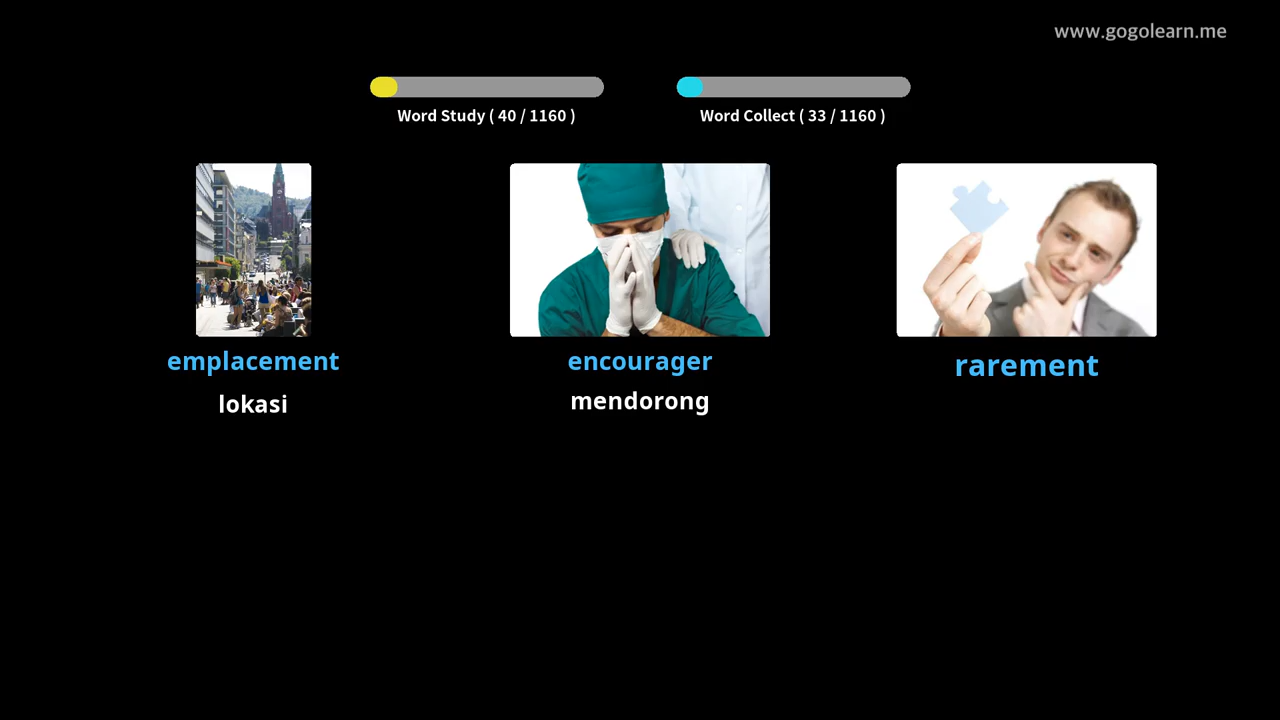 www.gogolearn.me
Word Study ( 40 / 1160 )
Word Collect ( 33 / 1160 )
emplacement
lokasi
encourager
mendorong
rarement